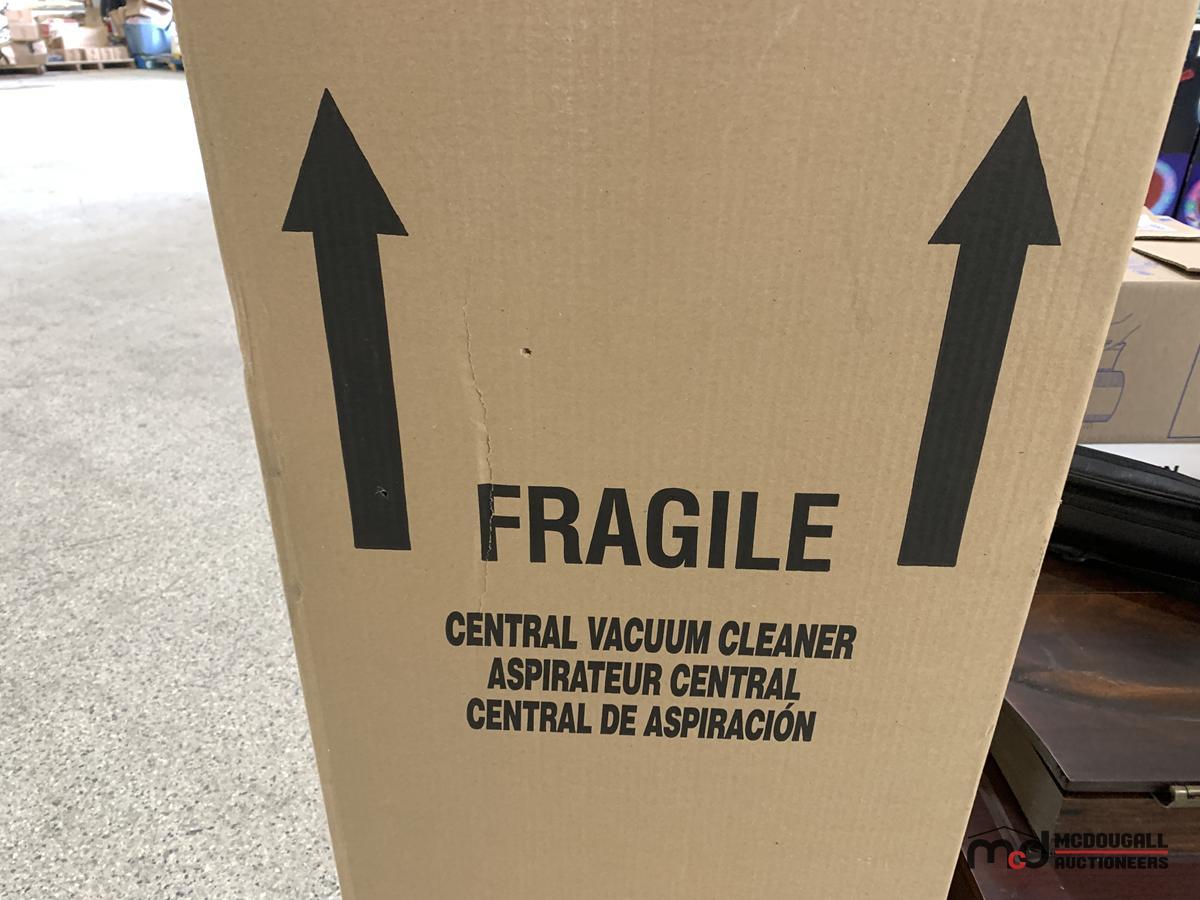 FRAGILE
CENTRAL VACUUM CLEANER
ASPIRATEUR CENTRAL
CENTRAL DE ASPIRACIÓN
mcd MCDOUGALL
AUCTIONEERS